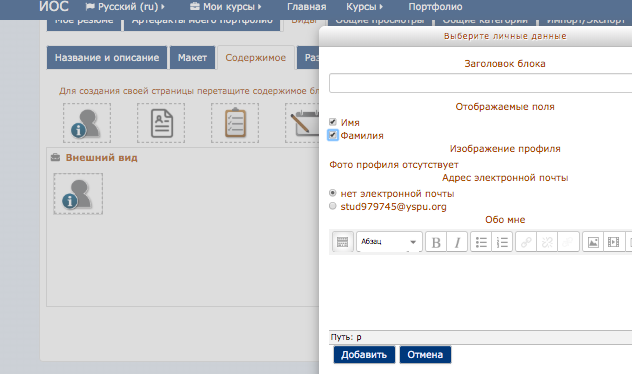 ИОС Русский (ru) Мои курсы Главная Курсы Портфолио
Мое резюме Артефакты моего портфолио Виды Общие просмотры Общие категории Импорт/Экспорт
Выберите личные данные
Название и описание Макет Содержимое Раз
Для создания своей страницы перетащите содержимое бл
Внешний вид
Заголовок блока
Отображаемые поля
Имя
Фамилия
Изображение профиля
Фото профиля отсутствует
Адрес электронной почты
нет электронной почты
stud979745@yspu.org
Обо мне
Абзац B I
Путь: p
Добавить Отмена